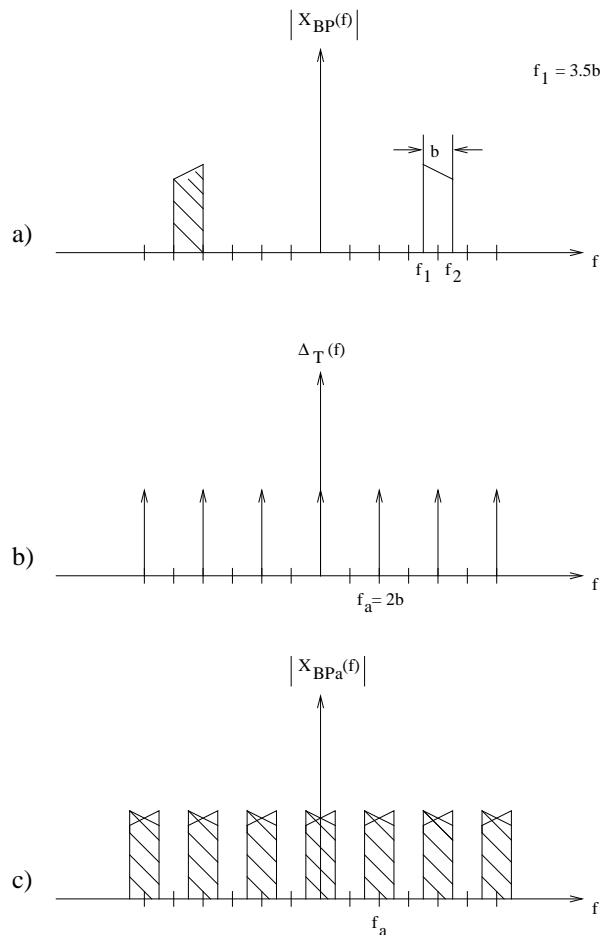 |X_BP(f)|
f_1 = 3.5b
b
a)
f_1 f_2 f
Δ_T(f)
b)
f_a = 2b f
|X_BPa(f)|
c)
f_a f